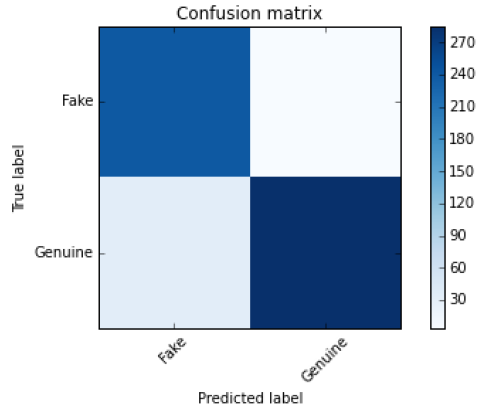 Confusion matrix
True label
Fake
Genuine
Fake
Genuine
Predicted label
270
240
210
180
150
120
90
60
30